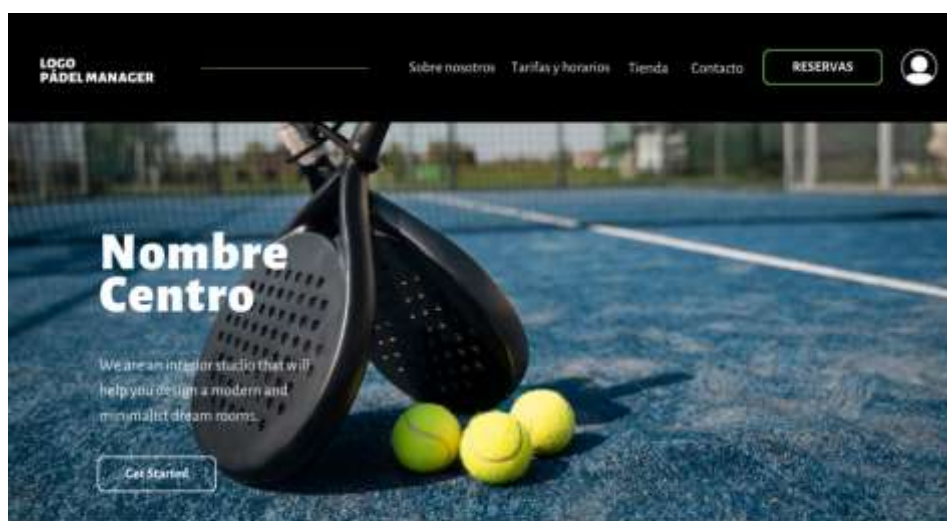 LOGO
PÁDEL MANAGER
Sobre nosotros Tarifas y horarios Tienda Contacto RESERVAS
Nombre
Centro
We are an interior studio that will
help you design a modern and
minimalist dream rooms.
Get Started